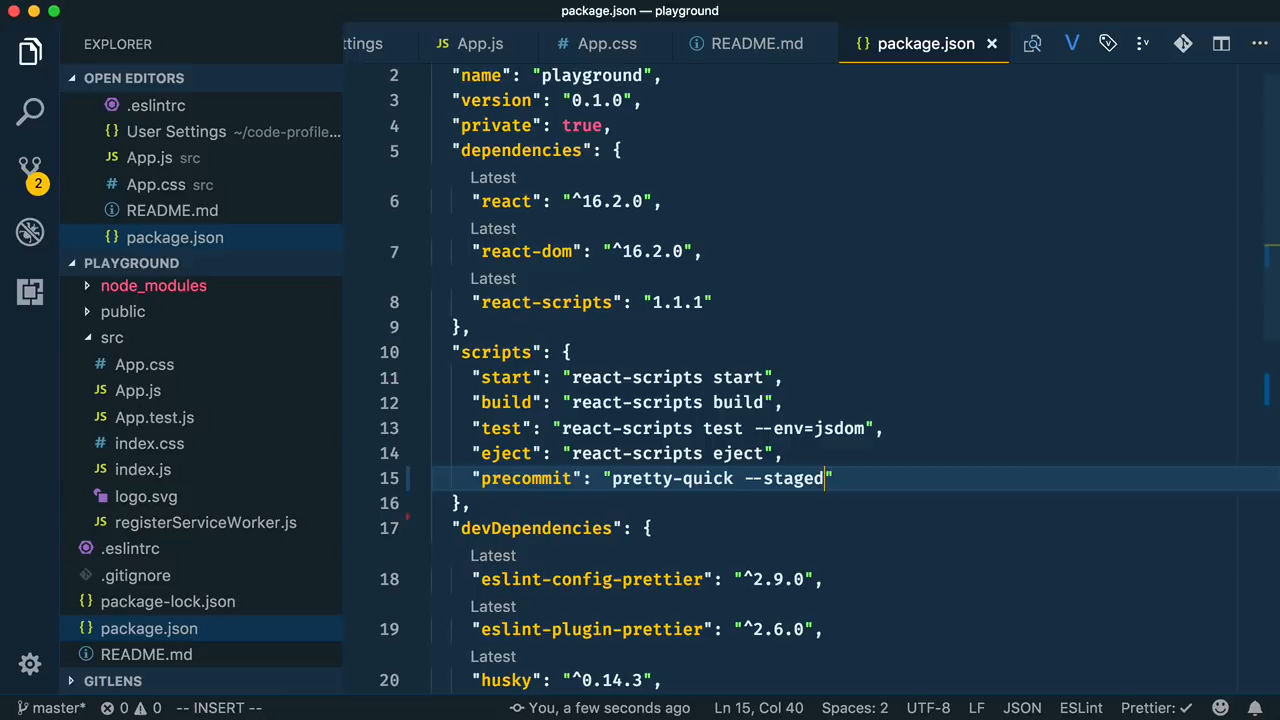 package.json — playground
EXPLORER
OPEN EDITORS
.eslintrc
{} User Settings ~/code-profile...
JS App.js src
# App.css src
README.md
{} package.json
PLAYGROUND
node_modules
public
src
# App.css
JS App.js
JS App.test.js
# index.css
JS index.js
logo.svg
JS registerServiceWorker.js
.eslintrc
.gitignore
{} package-lock.json
{} package.json
README.md
GITLENS
2
ttings
JS App.js
# App.css
README.md
{} package.json ×
2 "name": "playground",
3 "version": "0.1.0",
4 "private": true,
5 "dependencies": {
Latest
6 "react": "^16.2.0",
Latest
7 "react-dom": "^16.2.0",
Latest
8 "react-scripts": "1.1.1"
9 },
10 "scripts": {
11 "start": "react-scripts start",
12 "build": "react-scripts build",
13 "test": "react-scripts test --env=jsdom",
14 "eject": "react-scripts eject",
15 "precommit": "pretty-quick --staged"
16 },
17 "devDependencies": {
Latest
18 "eslint-config-prettier": "^2.9.0",
Latest
19 "eslint-plugin-prettier": "^2.6.0",
Latest
20 "husky": "^0.14.3",
master* 0 0 -- INSERT -- You, a few seconds ago Ln 15, Col 40 Spaces: 2 UTF-8 LF JSON ESLint Prettier: ✓